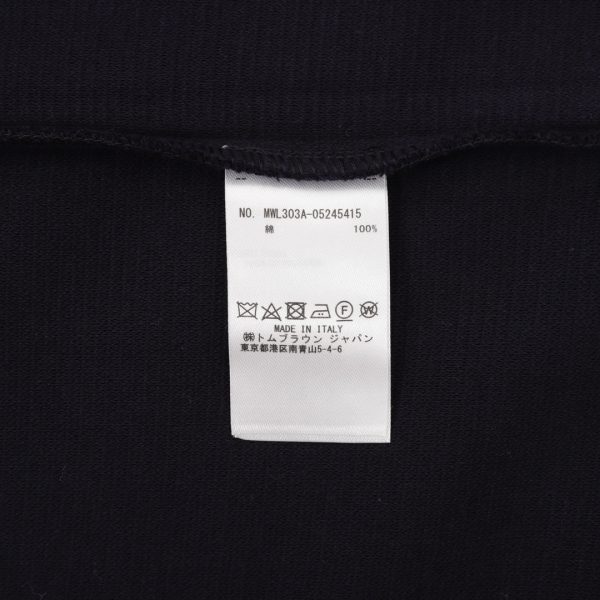 NO. MWL303A-05245415
綿 100%
F W
MADE IN ITALY
㈱トムブラウン ジャパン
東京都港区南青山5-4-6